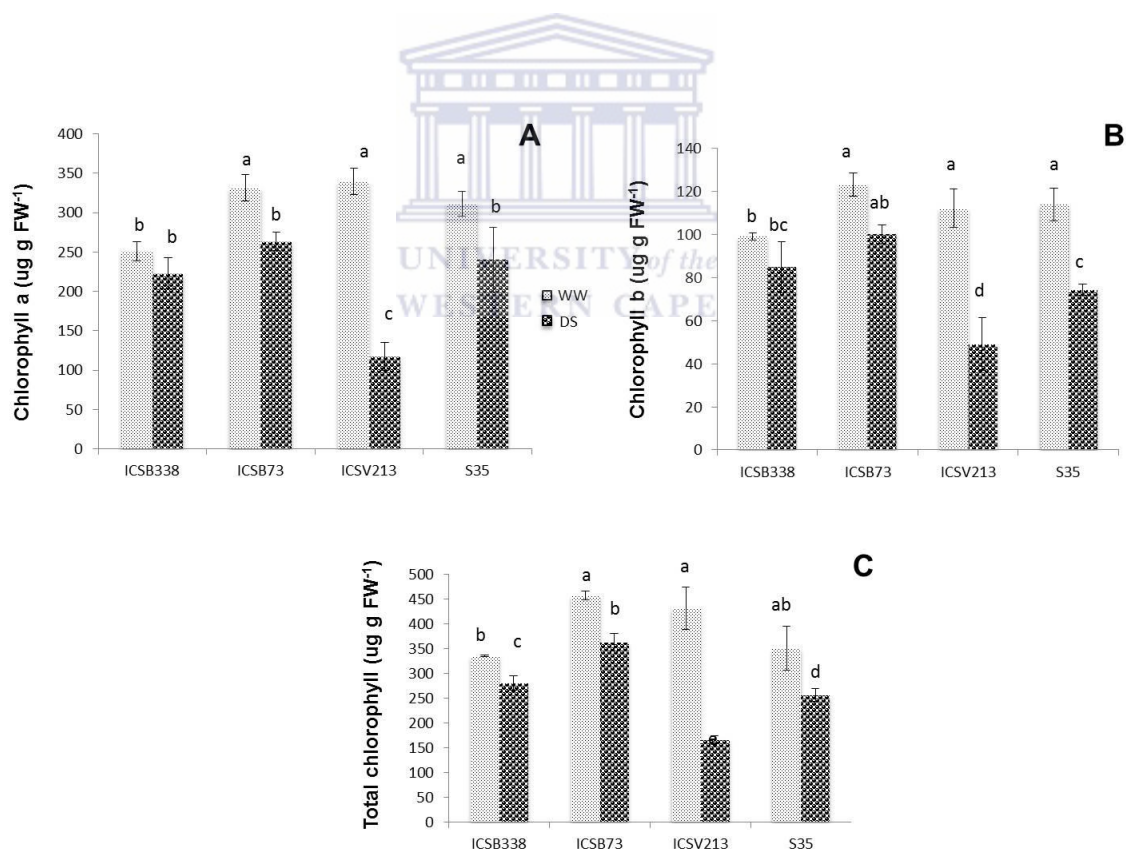 A
Chlorophyll a (ug g FW-1)
400
350
300
250
200
150
100
50
0
b
b
a
b
a
c
a
b
ICSB338
ICSB73
ICSV213
S35
UNIVERSITY of the
WESTERN CAPE
WW
DS
B
Chlorophyll b (ug g FW-1)
140
120
100
80
60
40
20
0
b
bc
a
ab
a
d
a
c
ICSB338
ICSB73
ICSV213
S35
C
Total chlorophyll (ug g FW-1)
500
450
400
350
300
250
200
150
100
50
0
b
c
a
b
a
e
ab
d
ICSB338
ICSB73
ICSV213
S35